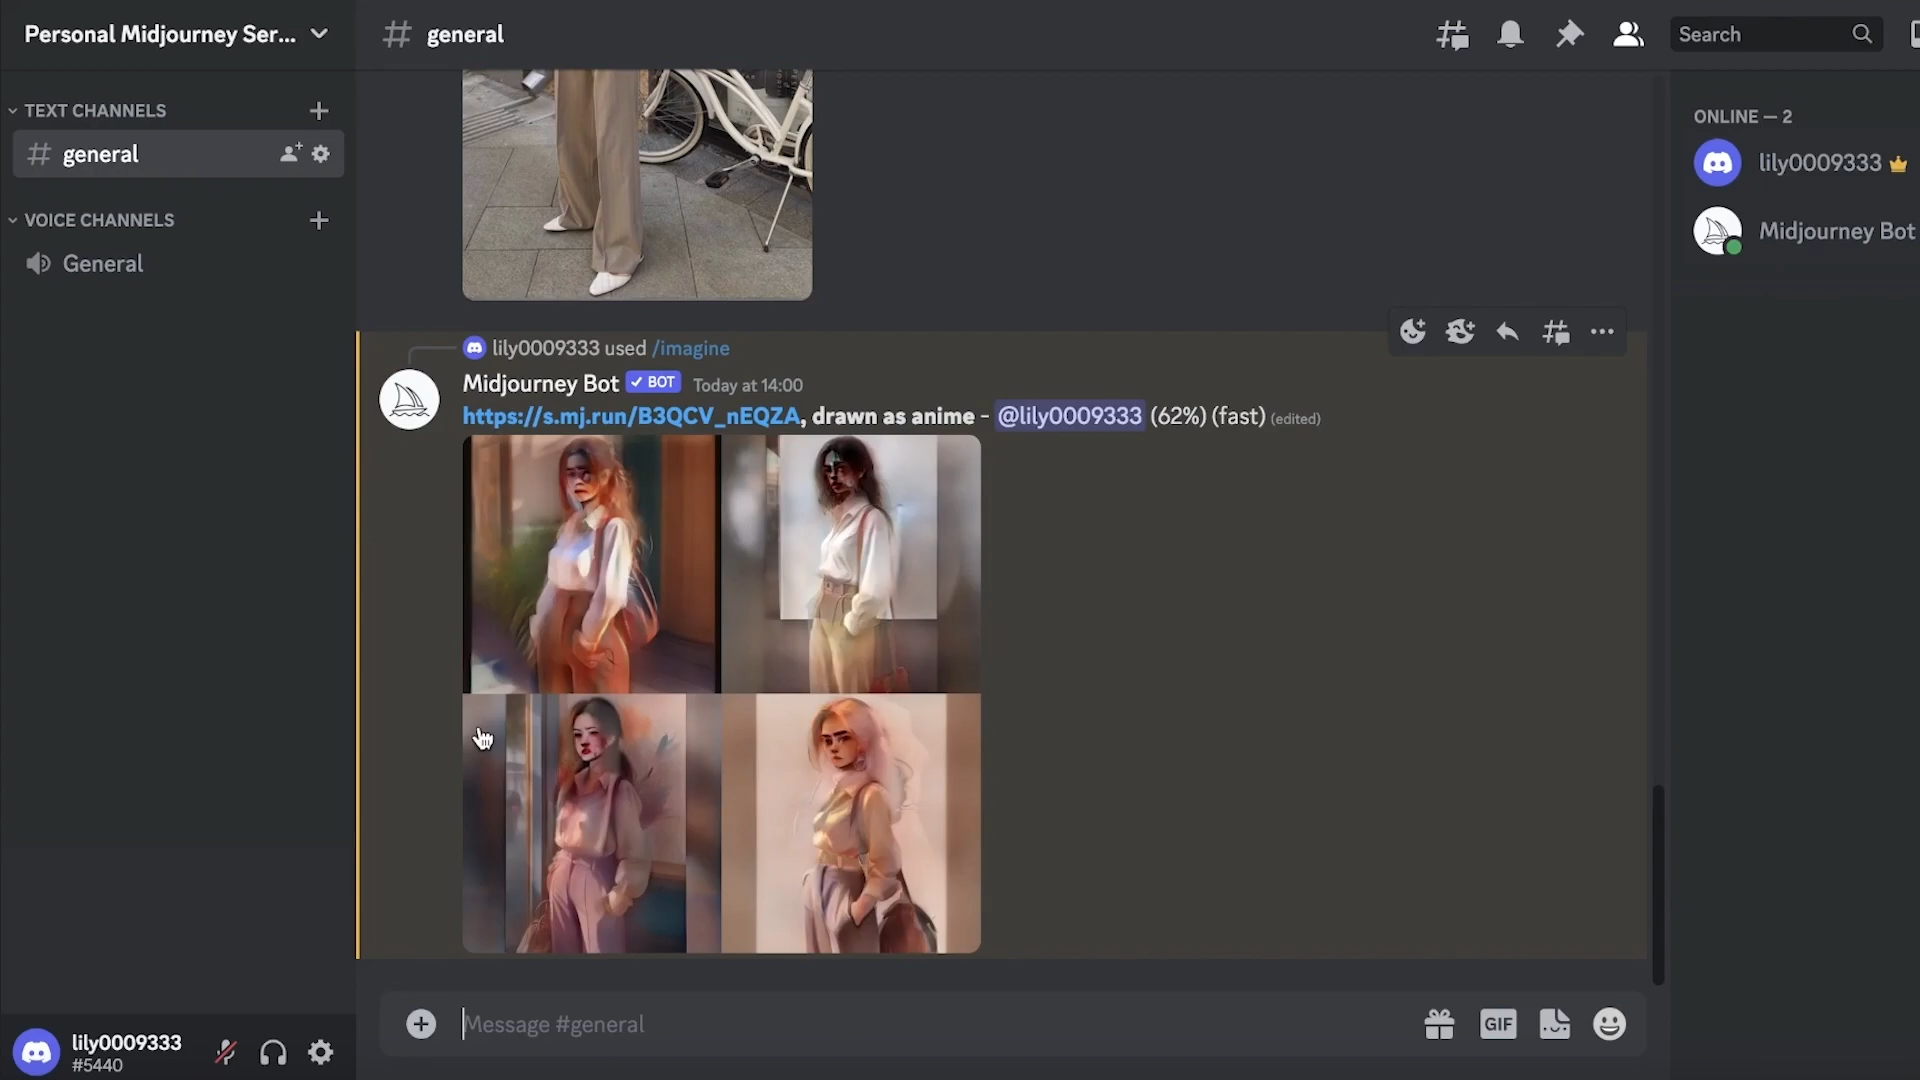 Personal Midjourney Ser...
general
Search
TEXT CHANNELS
general
VOICE CHANNELS
General
lily0009333 used /imagine
Midjourney Bot BOT Today at 14:00
https://s.mj.run/B3QCV_nEQZA, drawn as anime - @lily0009333 (62%) (fast) (edited)
Message #general
GIF
ONLINE — 2
lily0009333
Midjourney Bot
lily0009333
#5440